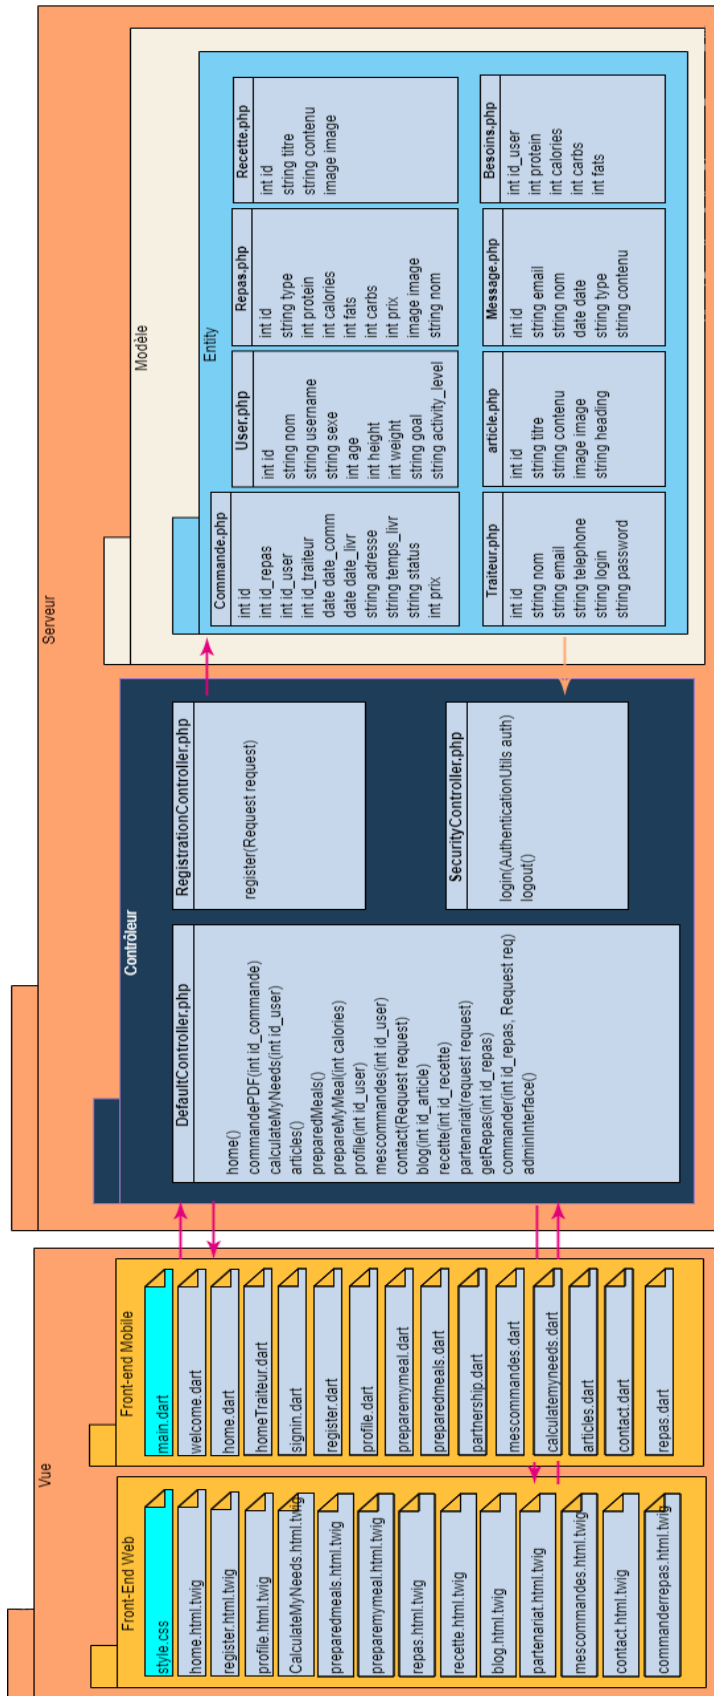 Vue
Front-End Web
style.css
home.html.twig
register.html.twig
profile.html.twig
CalculateMyNeeds.html.twig
preparedmeals.html.twig
preparemymeal.html.twig
repas.html.twig
recette.html.twig
blog.html.twig
partenariat.html.twig
mescommandes.html.twig
contact.html.twig
commanderrepas.html.twig
Front-end Mobile
main.dart
welcome.dart
home.dart
homeTraiteur.dart
signin.dart
register.dart
profile.dart
preparemymeal.dart
preparedmeals.dart
partnership.dart
mescommandes.dart
calculatemyneeds.dart
articles.dart
contact.dart
repas.dart
Serveur
Contrôleur
DefaultController.php
home()
commandePDF(int id_commande)
calculateMyNeeds(int id_user)
articles()
preparedMeals()
prepareMyMeal(int calories)
profile(int id_user)
mescommandes(int id_user)
contact(Request request)
blog(int id_article)
recette(int id_recette)
partenariat(request request)
getRepas(int id_repas)
commander(int id_repas, Request req)
adminInterface()
RegistrationController.php
register(Request request)
SecurityController.php
login(AuthenticationUtils auth)
logout()
Modèle
Entity
Commande.php
int id
int id_repas
int id_user
int id_traiteur
date date_comm
date date_livr
string adresse
string temps_livr
string status
int prix
User.php
int id
string nom
string username
string sexe
int age
int height
int weight
string goal
string activity_level
Repas.php
int id
string type
int protein
int calories
int fats
int carbs
int prix
image image
string nom
Recette.php
int id
string titre
string contenu
image image
Traiteur.php
int id
string nom
string email
string telephone
string login
string password
article.php
int id
string titre
string contenu
image image
string heading
Message.php
int id
string email
string nom
date date
string type
string contenu
Besoins.php
int id_user
int protein
int calories
int carbs
int fats